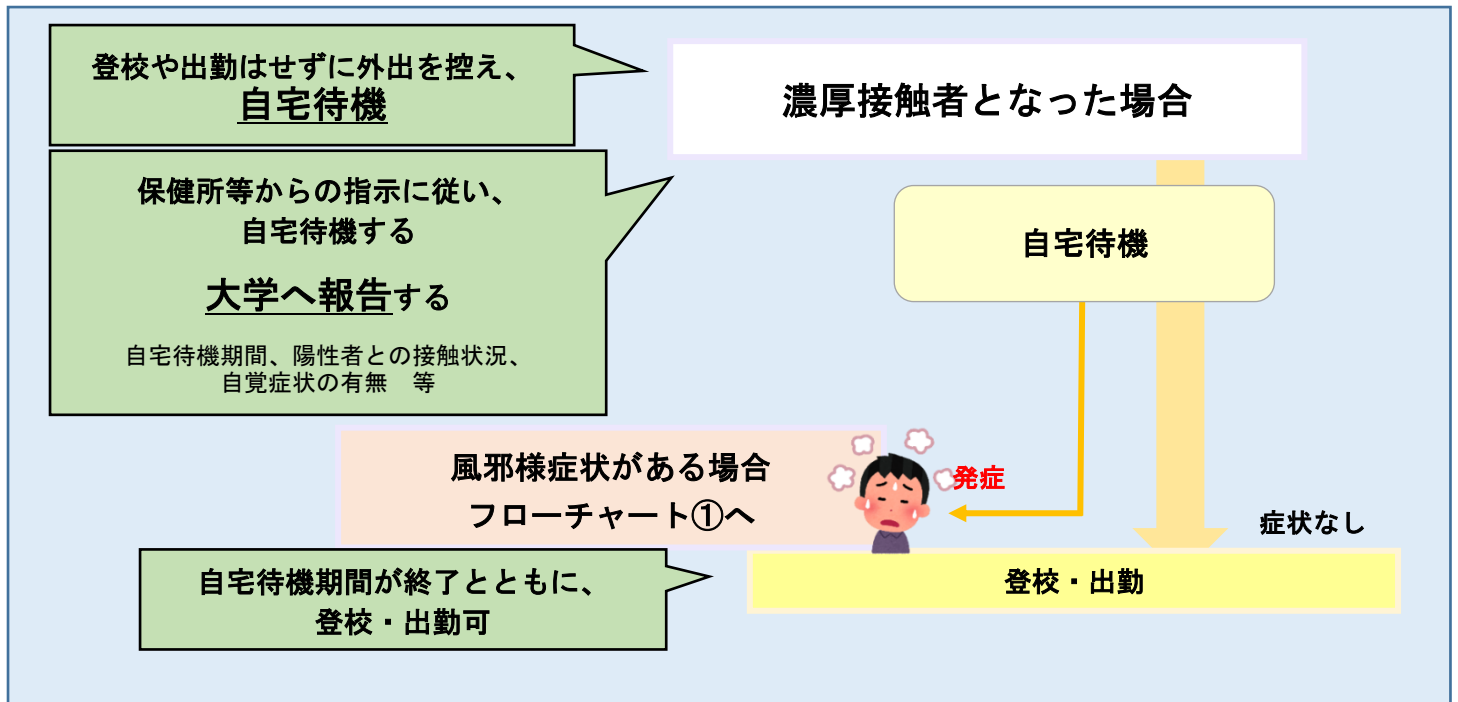 登校や出勤はせずに外出を控え、
自宅待機
濃厚接触者となった場合
保健所等からの指示に従い、
自宅待機する
大学へ報告する
自宅待機期間、陽性者との接触状況、
自覚症状の有無　等
自宅待機
風邪様症状がある場合
フローチャート①へ
発症
症状なし
自宅待機期間が終了とともに、
登校・出勤可
登校・出勤